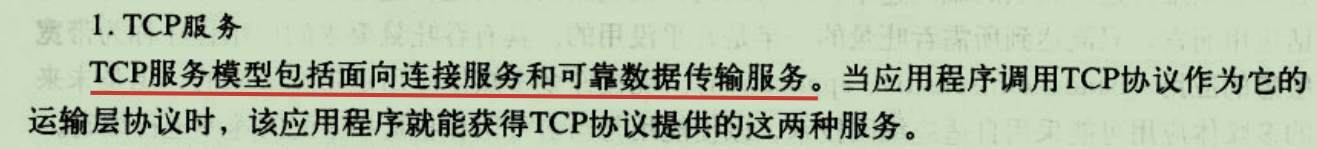 1. TCP服务
TCP服务模型包括面向连接服务和可靠数据传输服务。当应用程序调用TCP协议作为它的
运输层协议时，该应用程序就能获得TCP协议提供的这两种服务。